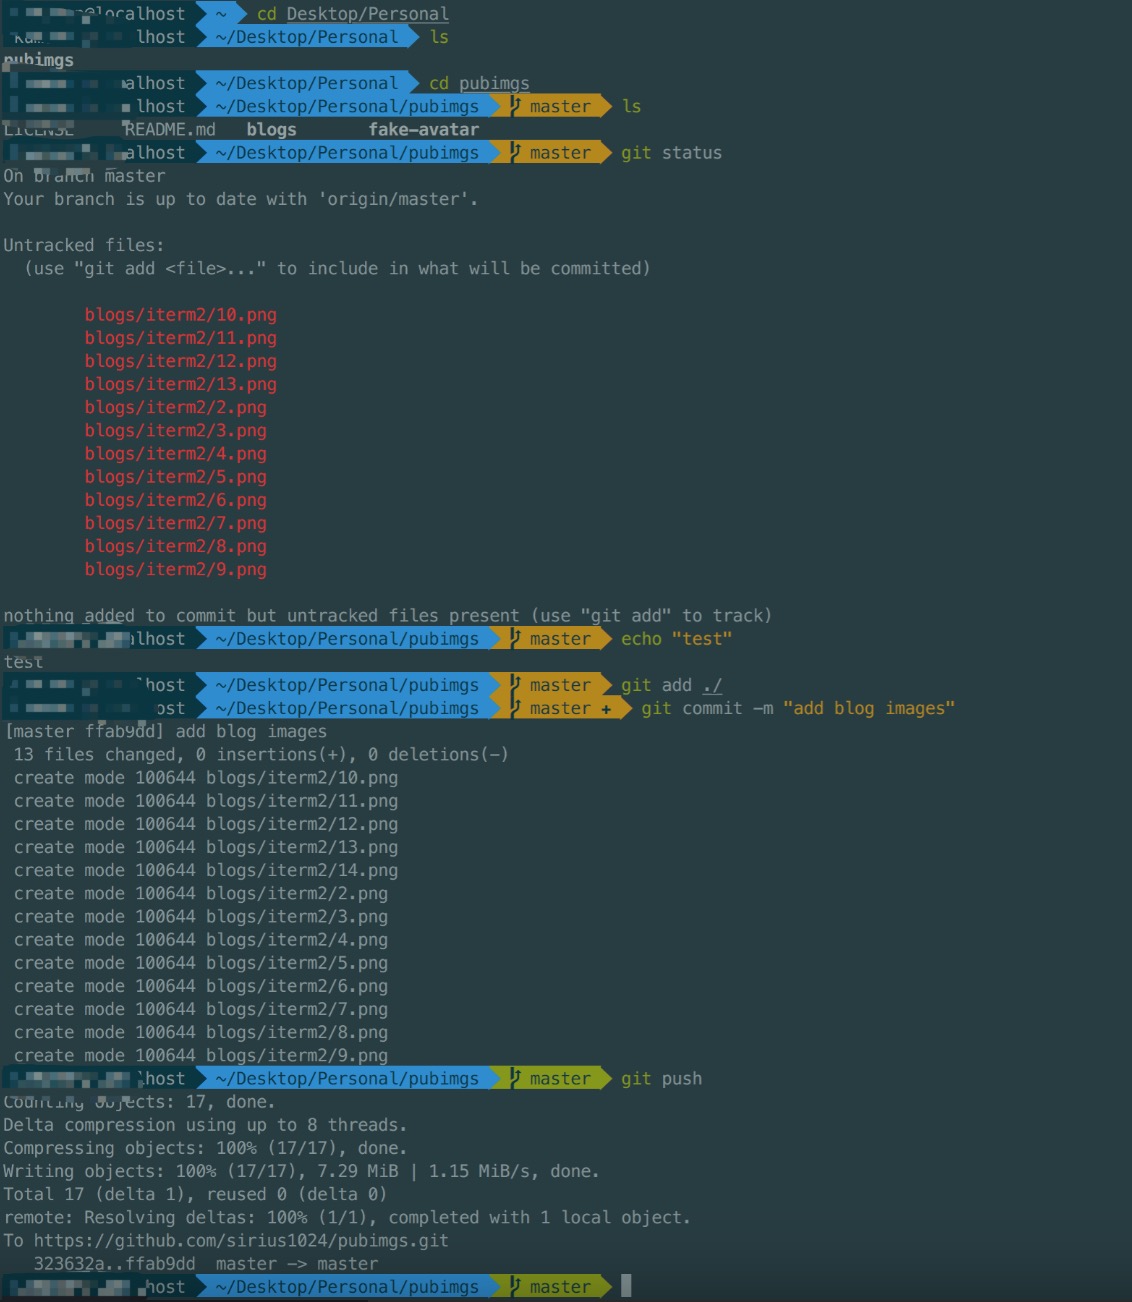 @localhost ~ cd Desktop/Personal
lhost ~/Desktop/Personal ls
pubimgs
alhost ~/Desktop/Personal cd pubimgs
lhost ~/Desktop/Personal/pubimgs master ls
LICENSE README.md blogs fake-avatar
alhost ~/Desktop/Personal/pubimgs master git status
On branch master
Your branch is up to date with 'origin/master'.
Untracked files:
(use "git add <file>..." to include in what will be committed)
blogs/iterm2/10.png
blogs/iterm2/11.png
blogs/iterm2/12.png
blogs/iterm2/13.png
blogs/iterm2/2.png
blogs/iterm2/3.png
blogs/iterm2/4.png
blogs/iterm2/5.png
blogs/iterm2/6.png
blogs/iterm2/7.png
blogs/iterm2/8.png
blogs/iterm2/9.png
nothing added to commit but untracked files present (use "git add" to track)
alhost ~/Desktop/Personal/pubimgs master echo "test"
test
lhost ~/Desktop/Personal/pubimgs master git add ./
ost ~/Desktop/Personal/pubimgs master + git commit -m "add blog images"
[master ffab9dd] add blog images
13 files changed, 0 insertions(+), 0 deletions(-)
create mode 100644 blogs/iterm2/10.png
create mode 100644 blogs/iterm2/11.png
create mode 100644 blogs/iterm2/12.png
create mode 100644 blogs/iterm2/13.png
create mode 100644 blogs/iterm2/14.png
create mode 100644 blogs/iterm2/2.png
create mode 100644 blogs/iterm2/3.png
create mode 100644 blogs/iterm2/4.png
create mode 100644 blogs/iterm2/5.png
create mode 100644 blogs/iterm2/6.png
create mode 100644 blogs/iterm2/7.png
create mode 100644 blogs/iterm2/8.png
create mode 100644 blogs/iterm2/9.png
lhost ~/Desktop/Personal/pubimgs master git push
Counting objects: 17, done.
Delta compression using up to 8 threads.
Compressing objects: 100% (17/17), done.
Writing objects: 100% (17/17), 7.29 MiB | 1.15 MiB/s, done.
Total 17 (delta 1), reused 0 (delta 0)
remote: Resolving deltas: 100% (1/1), completed with 1 local object.
To https://github.com/sirius1024/pubimgs.git
323632a..ffab9dd master -> master
host ~/Desktop/Personal/pubimgs master